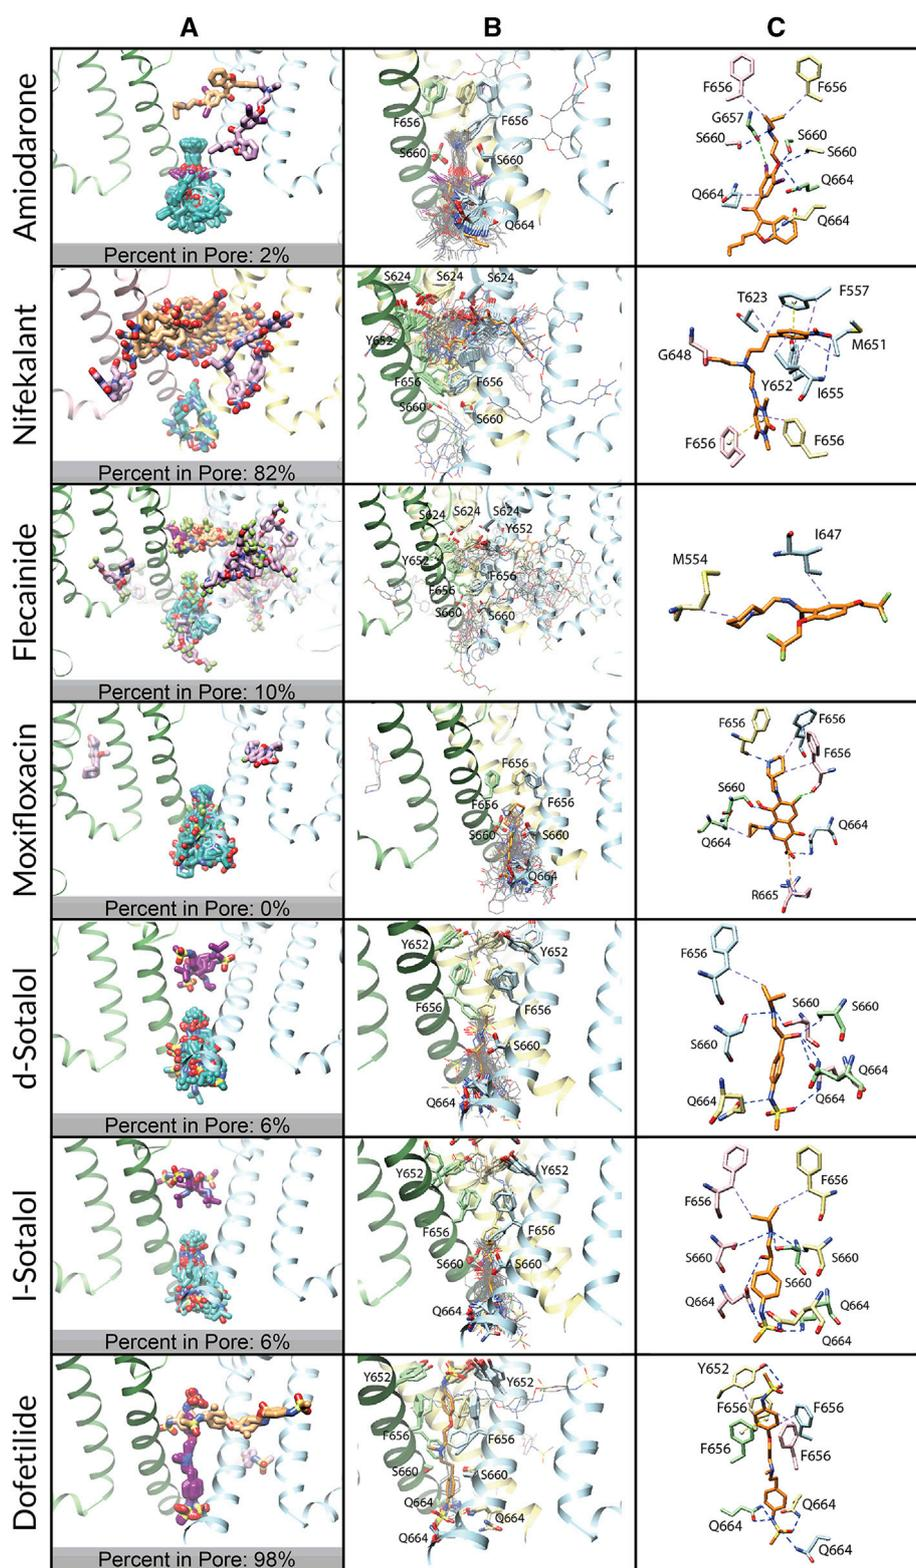 A B C
Amiodarone
F656 F656
S660 S660
Q664
F656 F656
G657
S660 S660
S660
Q664 Q664
Q664
Percent in Pore: 2%
Nifekalant
S624 S624 S624
Y652
F656 F656
S660
S660
T623 F557
G648 M651
Y652 I655
F656 F656
Percent in Pore: 82%
Flecainide
S624 S624 S624
Y652
Y652
F656
F656
S660 S660
I647
M554
Percent in Pore: 10%
Moxifloxacin
F656
F656 F656
S660 S660
Q664
F656 F656
F656
S660
Q664 Q664
R665
Percent in Pore: 0%
d-Sotalol
Y652 Y652
F656 F656
S660
Q664
F656
S660 S660
S660
Q664
Q664 Q664
Percent in Pore: 6%
l-Sotalol
Y652 Y652
F656 F656
S660 S660
Q664
F656 F656
S660 S660
S660
Q664 Q664
Q664
Percent in Pore: 6%
Dofetilide
Y652 Y652
F656 F656
S660 S660
Q664
Q664
Q664
Y652
F656 F656
F656 F656
Q664
Q664
Q664
Percent in Pore: 98%